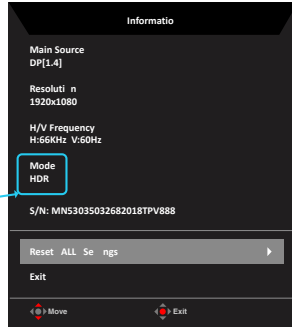 Informatio
Main Source
DP[1.4]
Resoluti n
1920x1080
H/V Frequency
H:66KHz V:60Hz
Mode
HDR
S/N: MN53035032682018TPV888
Reset ALL Se ngs
Exit
Move Exit